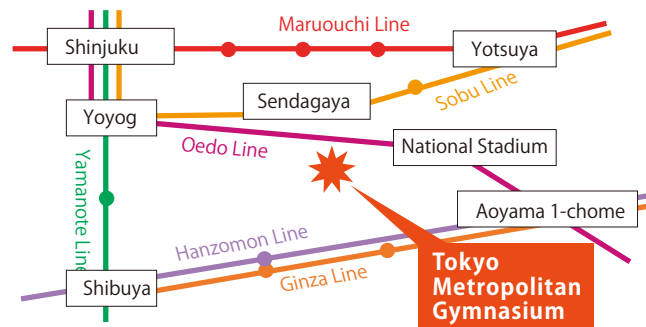 Maruouchi Line
Shinjuku
Yotsuya
Sendagaya
Sobu Line
Yoyog
Oedo Line
National Stadium
Yamanote Line
Aoyama 1-chome
Hanzomon Line
Ginza Line
Shibuya
Tokyo
Metropolitan
Gymnasium